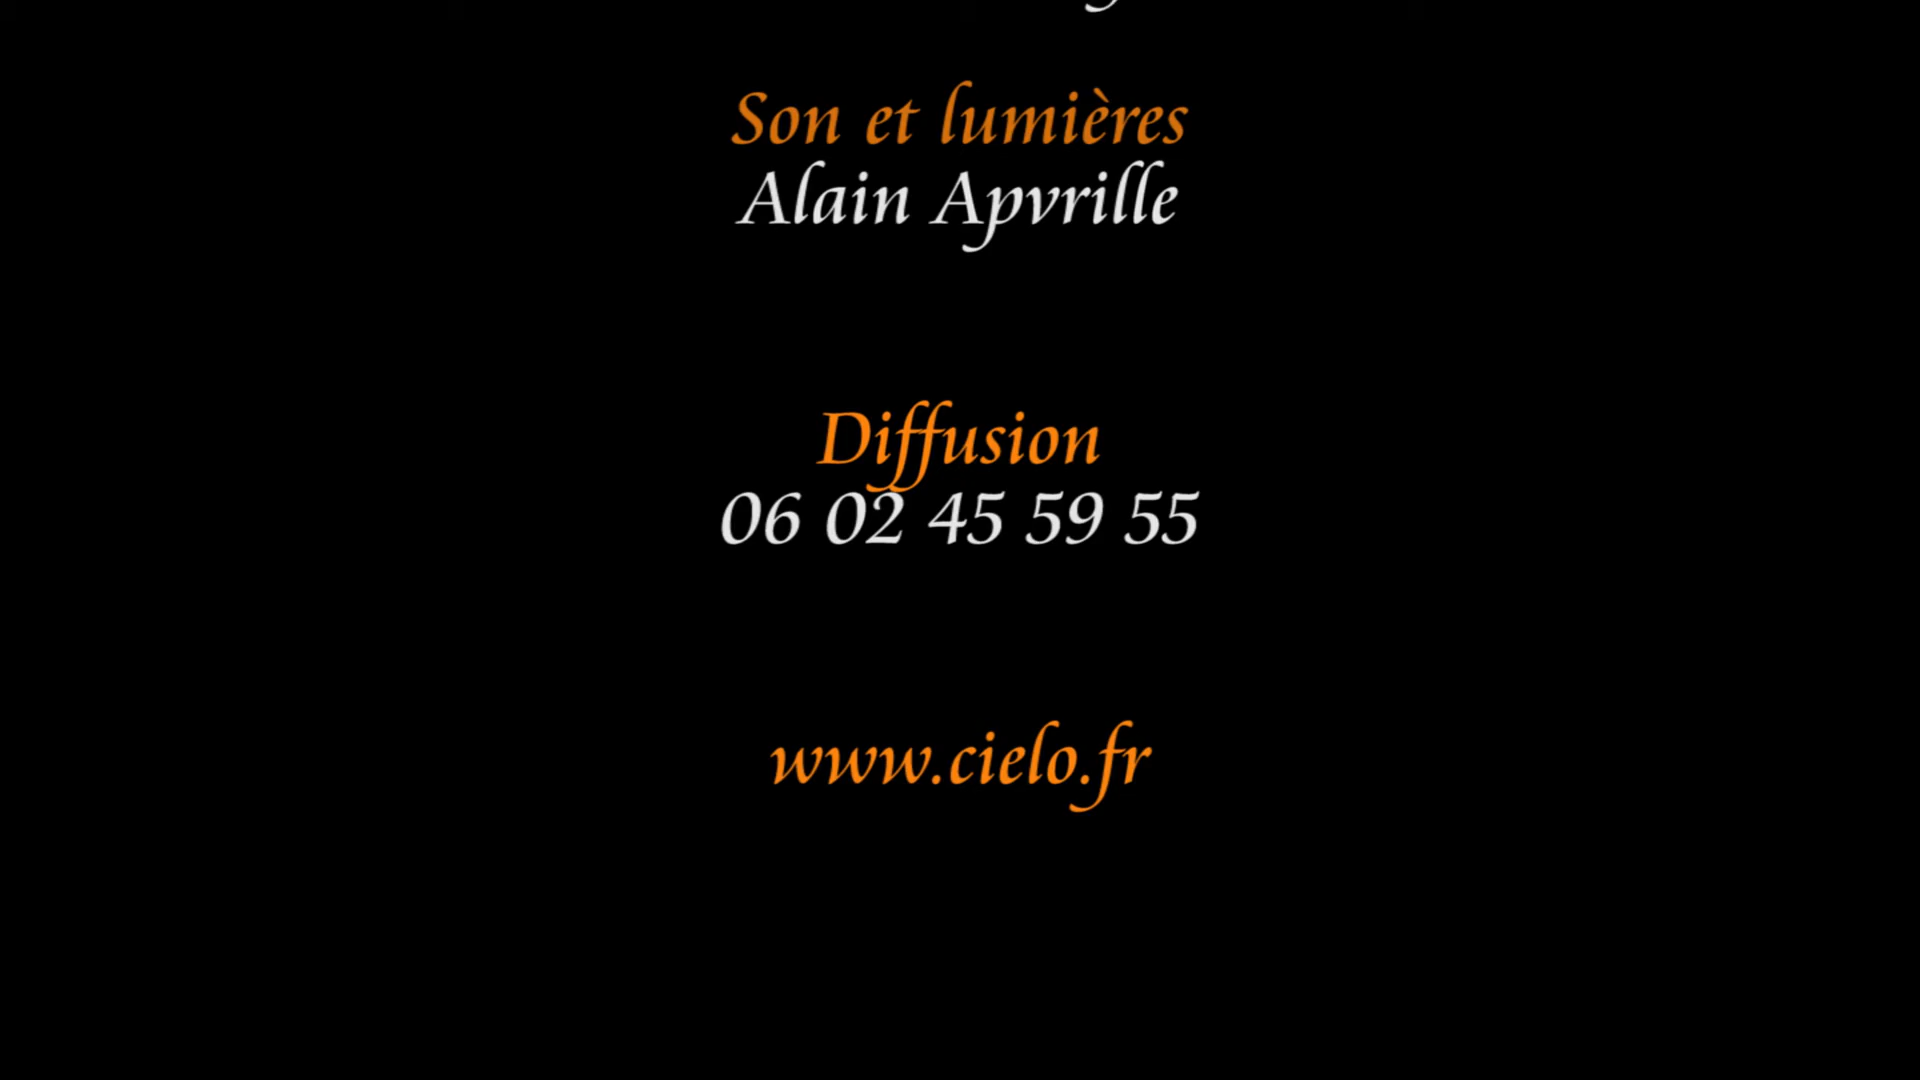 Son et lumières
Alain Apvrille
Diffusion
06 02 45 59 55
www.cielo.fr